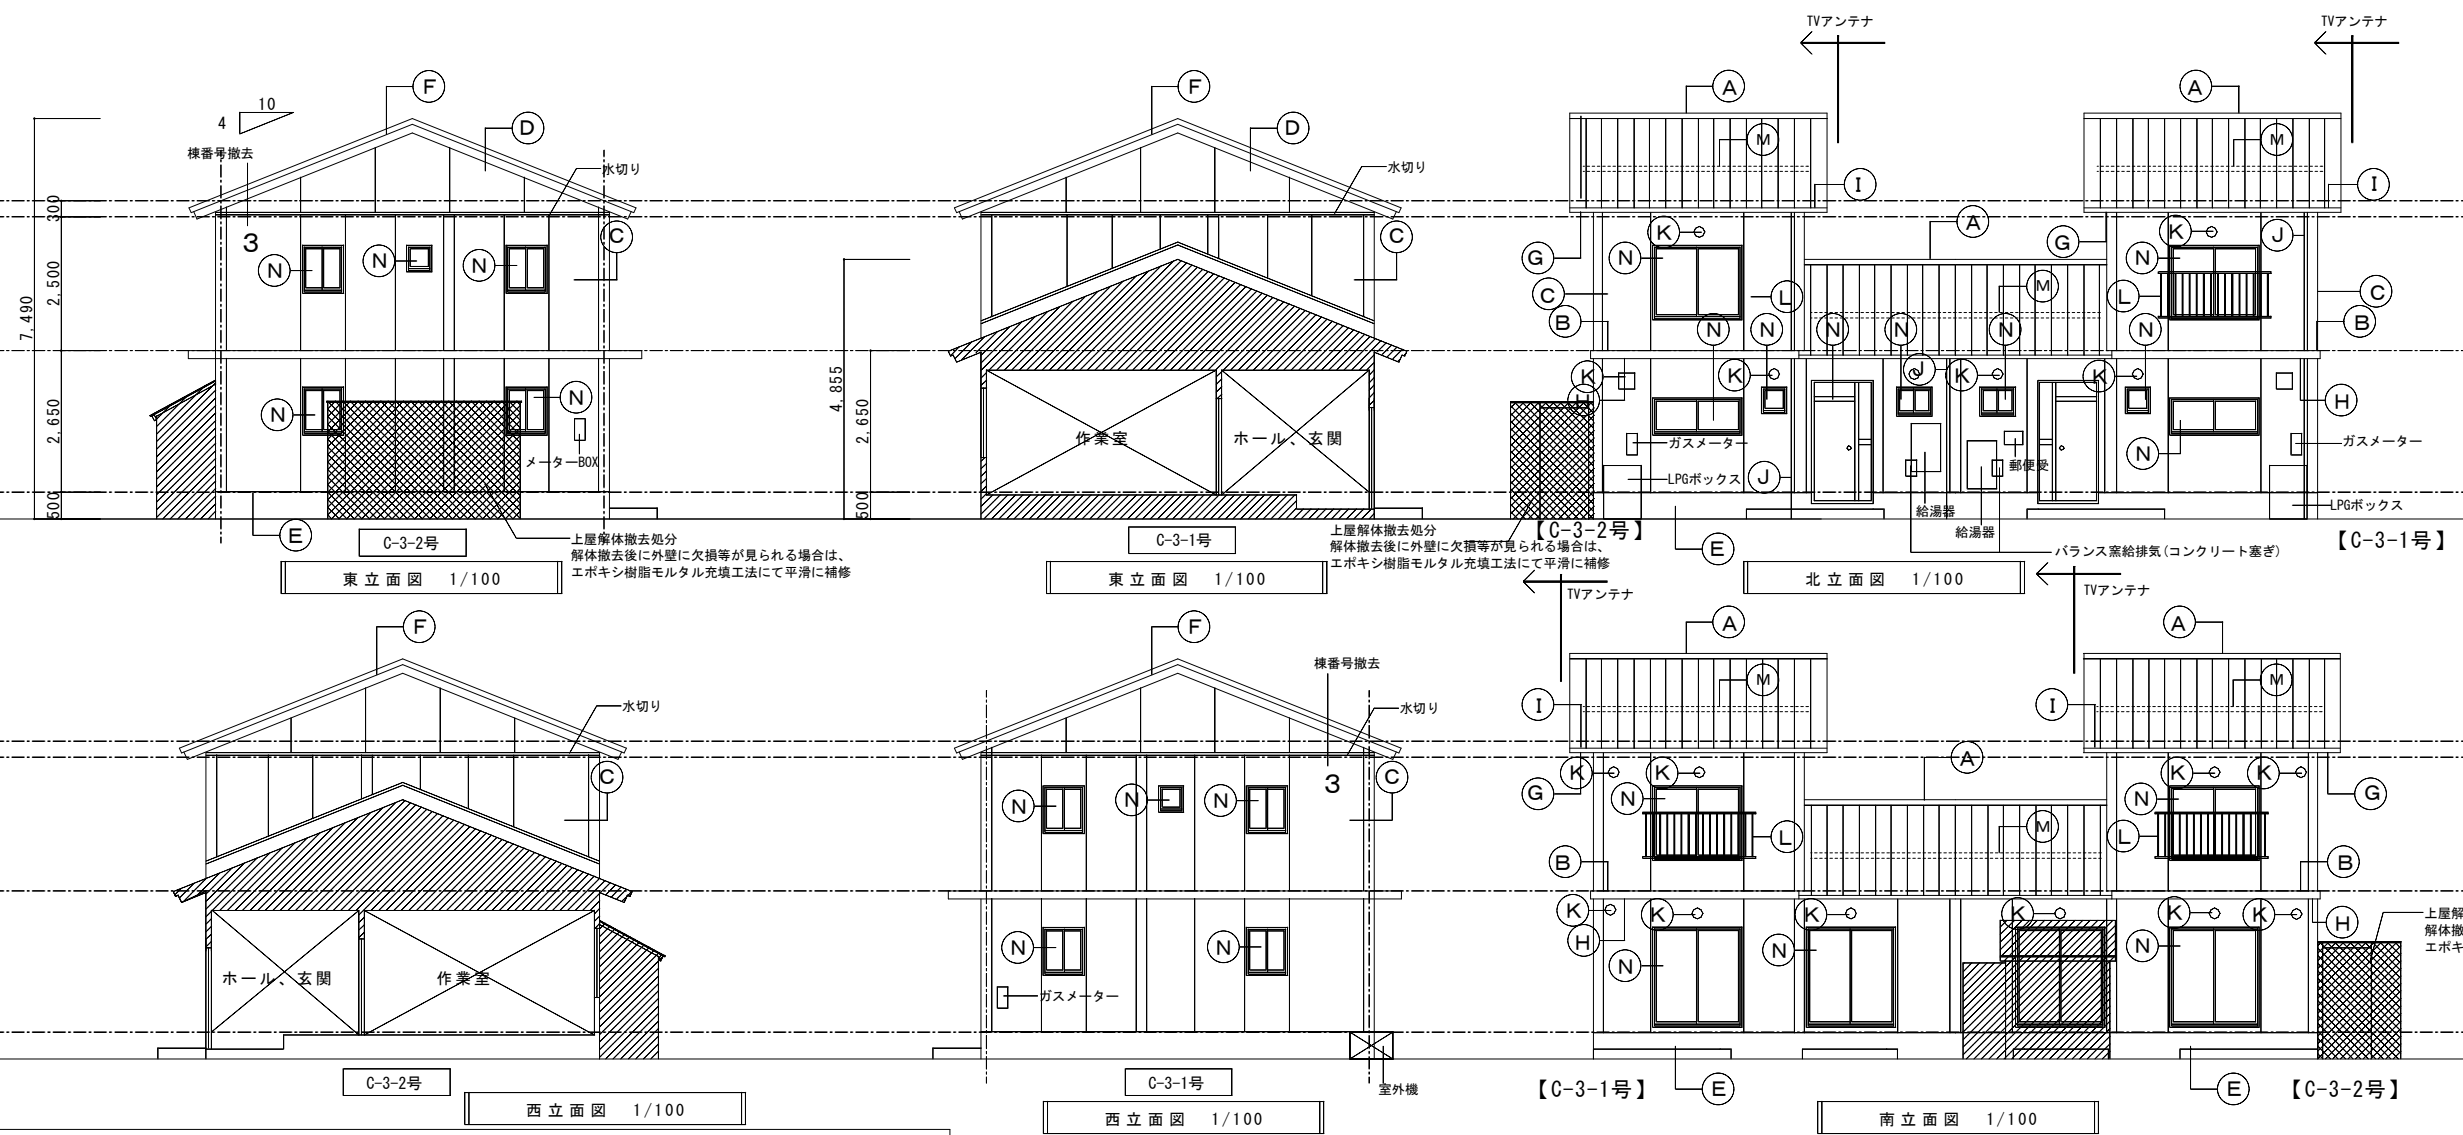 F
10
4
D
棟番号撤去
水切り
3
C
N
N
N
300
2,500
7,490
2,650
500
N
N
メーターBOX
E
C-3-2号
上屋解体撤去処分
解体撤去後に外壁に欠損等が見られる場合は、
エポキシ樹脂モルタル充填工法にて平滑に補修
東立面図 1/100
F
D
水切り
C
4,855
2,650
500
作業室
ホール、玄関
C-3-1号
上屋解体撤去処分
解体撤去後に外壁に欠損等が見られる場合は、
エポキシ樹脂モルタル充填工法にて平滑に補修
東立面図 1/100
TVアンテナ
TVアンテナ
A
A
M
M
I
I
K
A
K
G
N
G
N
J
C
L
M
L
C
B
N
N
N
N
N
N
B
K
K
J
K
K
H
H
ガスメーター
ガスメーター
N
LPGボックス
J
郵便受
LPGボックス
給湯器
給湯器
【C-3-2号】
E
【C-3-1号】
バランス窯給排気(コンクリート塞ぎ)
北立面図 1/100
F
水切り
C
ホール、玄関
作業室
C-3-2号
西立面図 1/100
F
棟番号撤去
水切り
3
C
N
N
N
N
N
ガスメーター
室外機
C-3-1号
西立面図 1/100
TVアンテナ
TVアンテナ
A
A
M
M
I
I
A
K
K
K
K
G
N
N
G
L
M
L
B
B
K
K
K
K
K
K
H
H
N
N
N
上屋解
解体撤
エポキ
【C-3-1号】
E
E
【C-3-2号】
南立面図 1/100